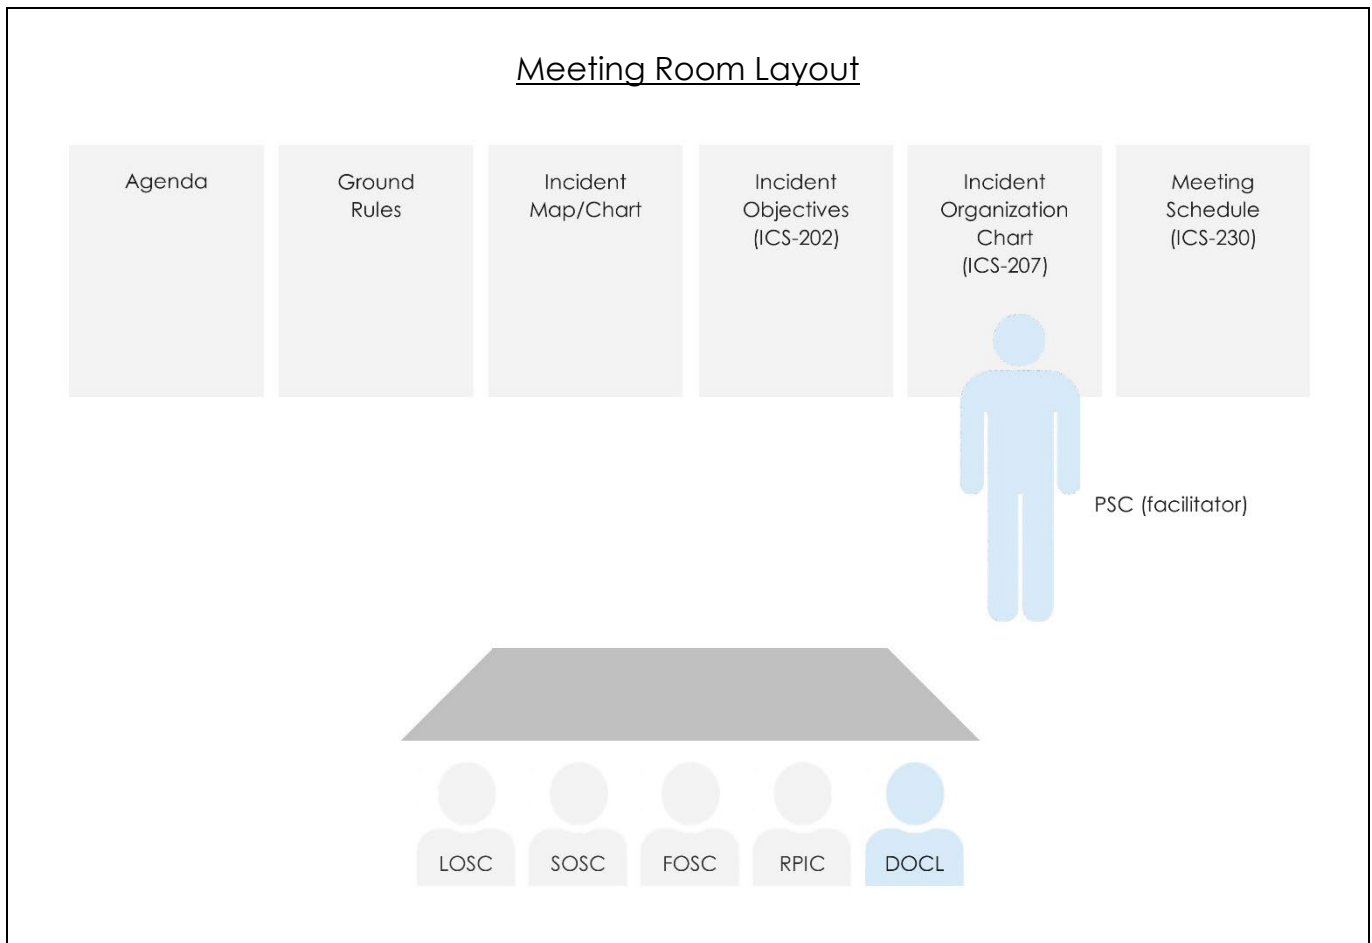 Meeting Room Layout
Agenda
Ground
Rules
Incident
Map/Chart
Incident
Objectives
(ICS-202)
Incident
Organization
Chart
(ICS-207)
Meeting
Schedule
(ICS-230)
PSC (facilitator)
LOSC
SOSC
FOSC
RPIC
DOCL